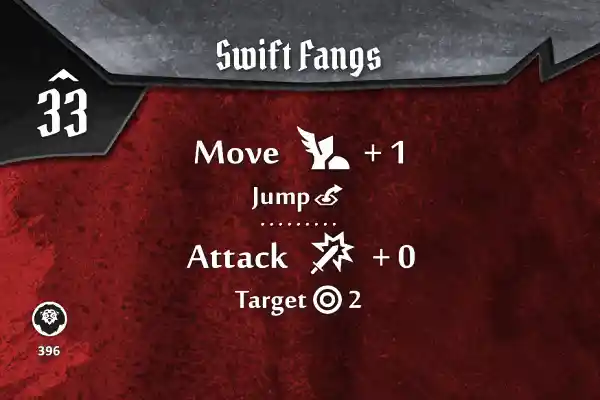 Swift Fangs
33
Move + 1
Jump
Attack + 0
Target 2
396